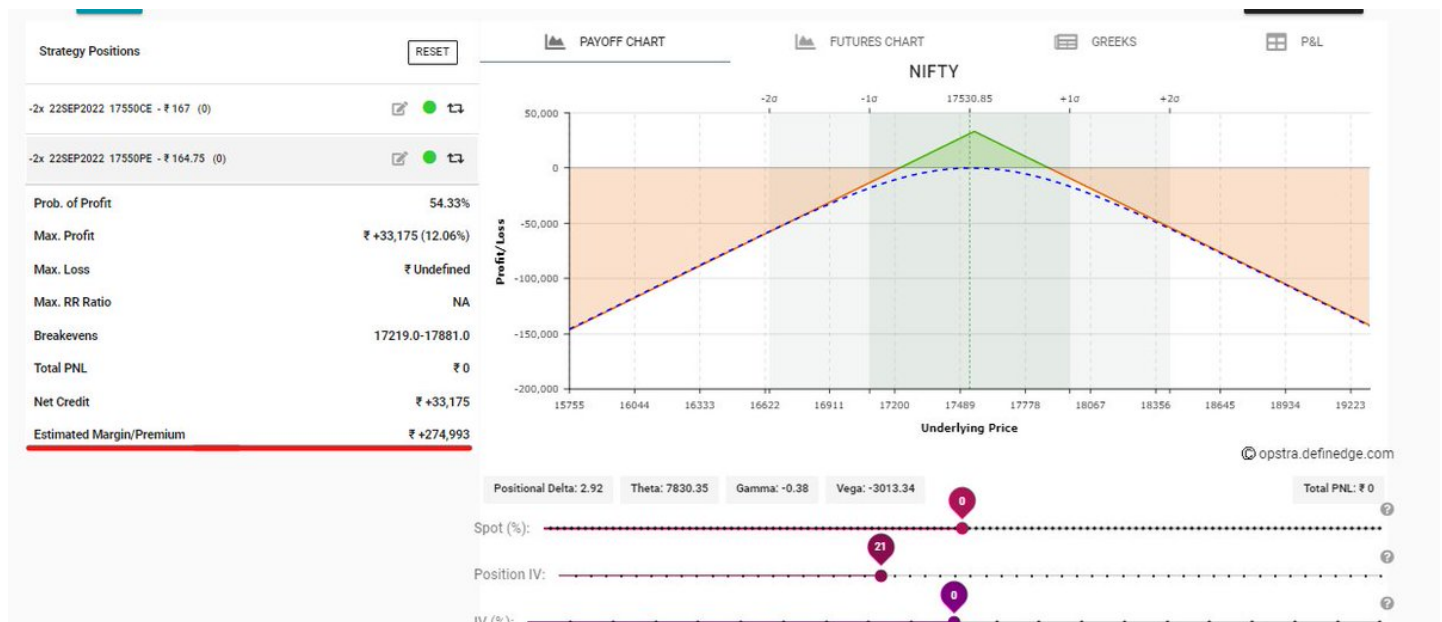 Strategy Positions
RESET
-2x 22SEP2022 17550CE - ₹ 167 (0)
-2x 22SEP2022 17550PE - ₹ 164.75 (0)
Prob. of Profit 54.33%
Max. Profit ₹ +33,175 (12.06%)
Max. Loss ₹ Undefined
Max. RR Ratio NA
Breakevens 17219.0-17881.0
Total PNL ₹ 0
Net Credit ₹ +33,175
Estimated Margin/Premium ₹ +274,993
PAYOFF CHART FUTURES CHART GREEKS P&L
NIFTY
-2σ -1σ 17530.85 +1σ +2σ
50,000
0
-50,000
-100,000
-150,000
-200,000
Profit/Loss
15755 16044 16333 16622 16911 17200 17489 17778 18067 18356 18645 18934 19223
Underlying Price
© opstra.definedge.com
Positional Delta: 2.92 Theta: 7830.35 Gamma: -0.38 Vega: -3013.34 Total PNL: ₹ 0
0
Spot (%):
21
Position IV:
0
IV (%):